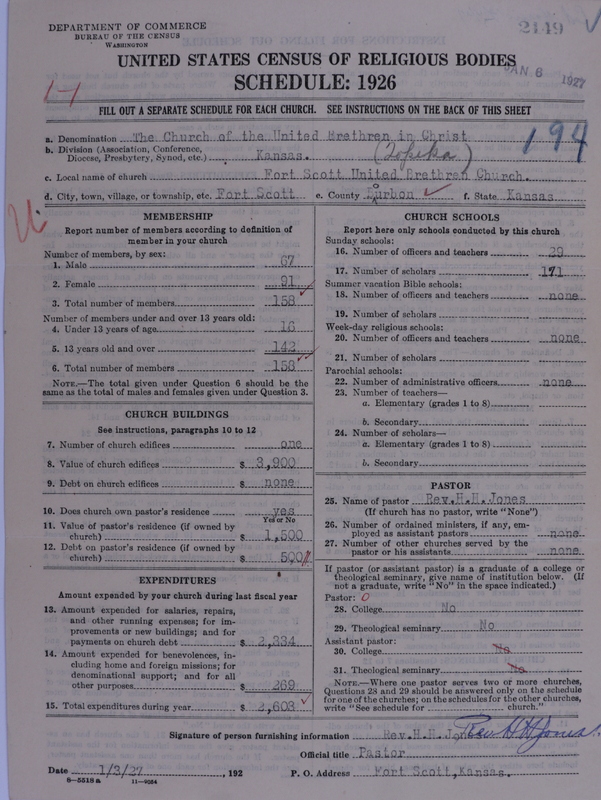 DEPARTMENT OF COMMERCE
BUREAU OF THE CENSUS
WASHINGTON
2149
UNITED STATES CENSUS OF RELIGIOUS BODIES
SCHEDULE: 1926
JAN 6 1927
1-1
FILL OUT A SEPARATE SCHEDULE FOR EACH CHURCH. SEE INSTRUCTIONS ON THE BACK OF THIS SHEET
a. Denomination The Church of the United Brethren in Christ
194
b. Division (Association, Conference,
Diocese, Presbytery, Synod, etc.) Kansas. (Topeka)
c. Local name of church Fort Scott United Brethren Church.
d. City, town, village, or township, etc. Fort Scott e. County Burbon o f. State Kansas
MEMBERSHIP
Report number of members according to definition of
member in your church
Number of members, by sex:
1. Male 67
2. Female 91
3. Total number of members 158
Number of members under and over 13 years old:
4. Under 13 years of age 16
5. 13 years old and over 142
6. Total number of members 158
NOTE.—The total given under Question 6 should be the
same as the total of males and females given under Question 3.
CHURCH BUILDINGS
See instructions, paragraphs 10 to 12
7. Number of church edifices one
8. Value of church edifices $ 3,900
9. Debt on church edifices $ none
10. Does church own pastor's residence yes
Yes or No
11. Value of pastor's residence (if owned by
church) $ 1,500
12. Debt on pastor's residence (if owned by
church) $ 500
EXPENDITURES
Amount expended by your church during last fiscal year
13. Amount expended for salaries, repairs,
and other running expenses; for im-
provements or new buildings; and for
payments on church debt $ 2,334
14. Amount expended for benevolences, in-
cluding home and foreign missions; for
denominational support; and for all
other purposes $ 269
15. Total expenditures during year $ 2,603
CHURCH SCHOOLS
Report here only schools conducted by this church
Sunday schools:
16. Number of officers and teachers 29
17. Number of scholars 171
Summer vacation Bible schools:
18. Number of officers and teachers none
19. Number of scholars
Week-day religious schools:
20. Number of officers and teachers none
21. Number of scholars
Parochial schools:
22. Number of administrative officers none
23. Number of teachers—
a. Elementary (grades 1 to 8)
b. Secondary
24. Number of scholars—
a. Elementary (grades 1 to 8)
b. Secondary
PASTOR
25. Name of pastor Rev.H.H.Jones
(If church has no pastor, write "None")
26. Number of ordained ministers, if any, em-
ployed as assistant pastors none
27. Number of other churches served by the
pastor or his assistants none
If pastor (or assistant pastor) is a graduate of a college or
theological seminary, give name of institution below. (If
not a graduate, write "No" in the space indicated.)
Pastor: 0
28. College No
29. Theological seminary No
Assistant pastor:
30. College No
31. Theological seminary No
NOTE.—Where one pastor serves two or more churches,
Questions 28 and 29 should be answered only on the schedule
for one of the churches; on the schedules for the other churches,
write "See schedule for church."
Signature of person furnishing information Rev.H.H.Jones Rev H H Jones.
Official title Pastor
Date 1/3/27, 192 P. O. Address Fort Scott, Kansas.
8-5518 a 11-9054